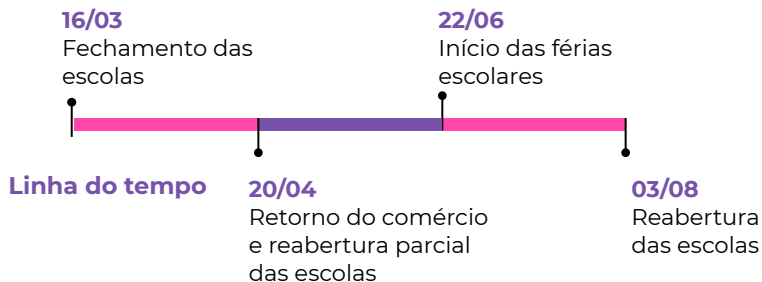 16/03
Fechamento das
escolas
22/06
Início das férias
escolares
Linha do tempo
20/04
Retorno do comércio
e reabertura parcial
das escolas
03/08
Reabertura
das escolas